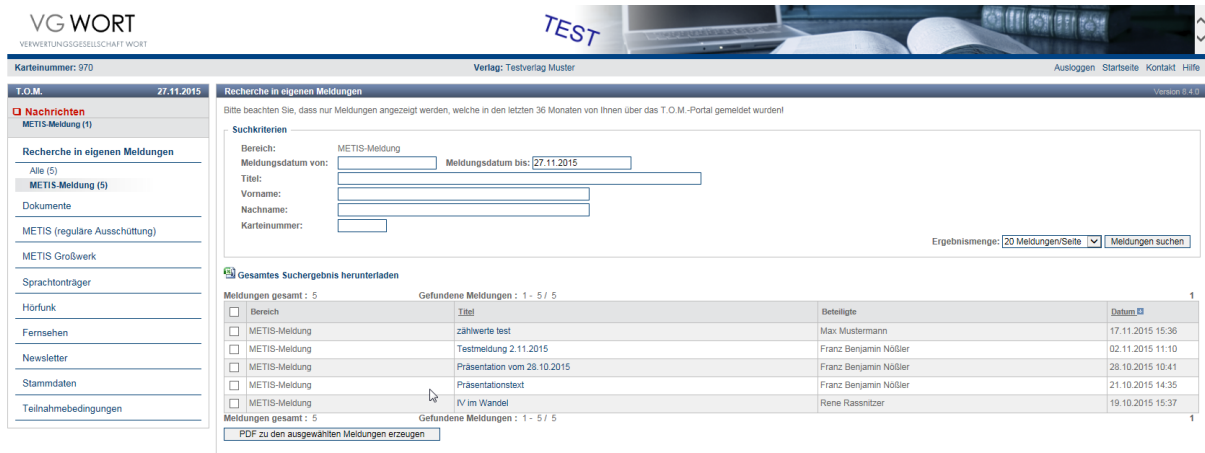 VG WORT
VERWERTUNGSGESELLSCHAFT WORT
TEST
Karteinummer: 970 Verlag: Testverlag Muster Ausloggen Startseite Kontakt Hilfe
T.O.M. 27.11.2015
Nachrichten
METIS-Meldung (1)
Recherche in eigenen Meldungen
Alle (5)
METIS-Meldung (5)
Dokumente
METIS (reguläre Ausschüttung)
METIS Großwerk
Sprachtonträger
Hörfunk
Fernsehen
Newsletter
Stammdaten
Teilnahmebedingungen
Recherche in eigenen Meldungen Version 6.4.0
Bitte beachten Sie, dass nur Meldungen angezeigt werden, welche in den letzten 36 Monaten von Ihnen über das T.O.M.-Portal gemeldet wurden!
Suchkriterien
Bereich: METIS-Meldung
Meldungsdatum von: Meldungsdatum bis: 27.11.2015
Titel:
Vorname:
Nachname:
Karteinummer:
Ergebnismenge: 20 Meldungen/Seite Meldungen suchen
Gesamtes Suchergebnis herunterladen
Meldungen gesamt : 5 Gefundene Meldungen : 1 - 5 / 5 1
Bereich Titel Beteiligte Datum
METIS-Meldung zählwerte test Max Mustermann 17.11.2015 15:36
METIS-Meldung Testmeldung 2.11.2015 Franz Benjamin Nößler 02.11.2015 11:10
METIS-Meldung Präsentation vom 28.10.2015 Franz Benjamin Nößler 28.10.2015 10:41
METIS-Meldung Präsentationstext Franz Benjamin Nößler 21.10.2015 14:35
METIS-Meldung IV im Wandel Rene Rassnitzer 19.10.2015 15:37
Meldungen gesamt : 5 Gefundene Meldungen : 1 - 5 / 5 1
PDF zu den ausgewählten Meldungen erzeugen